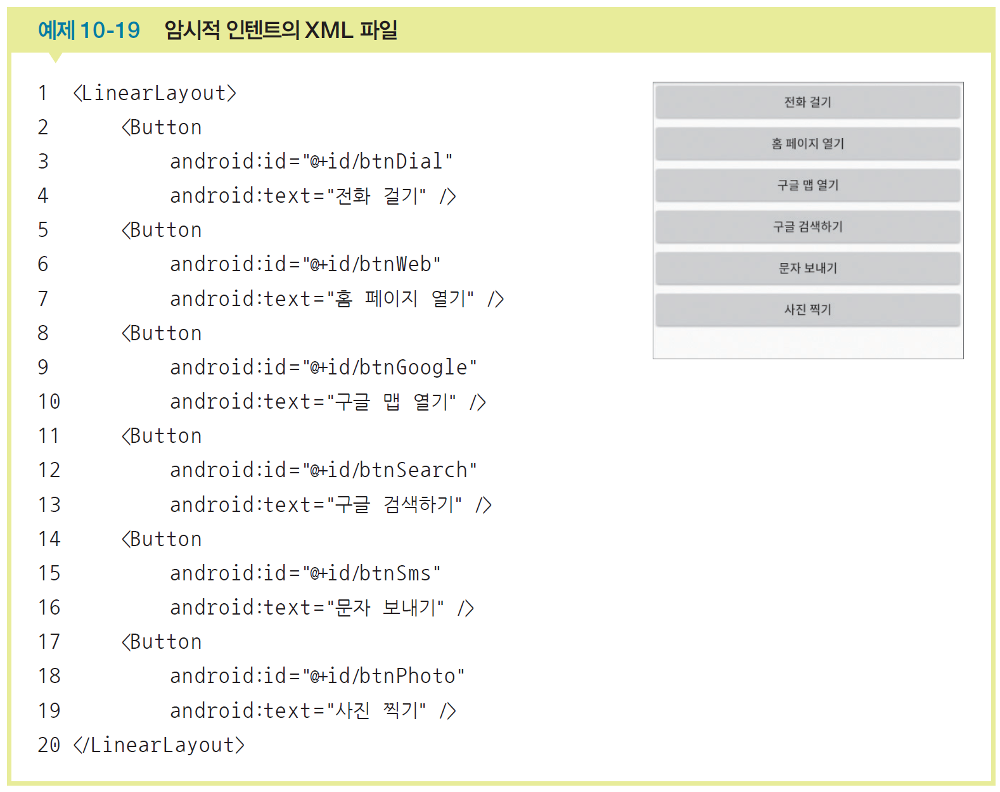 예제 10-19 암시적 인텐트의 XML 파일
1 <LinearLayout>
2 <Button
3 android:id="@+id/btnDial"
4 android:text="전화 걸기" />
5 <Button
6 android:id="@+id/btnWeb"
7 android:text="홈 페이지 열기" />
8 <Button
9 android:id="@+id/btnGoogle"
10 android:text="구글 맵 열기" />
11 <Button
12 android:id="@+id/btnSearch"
13 android:text="구글 검색하기" />
14 <Button
15 android:id="@+id/btnSms"
16 android:text="문자 보내기" />
17 <Button
18 android:id="@+id/btnPhoto"
19 android:text="사진 찍기" />
20 </LinearLayout>
전화 걸기
홈 페이지 열기
구글 맵 열기
구글 검색하기
문자 보내기
사진 찍기